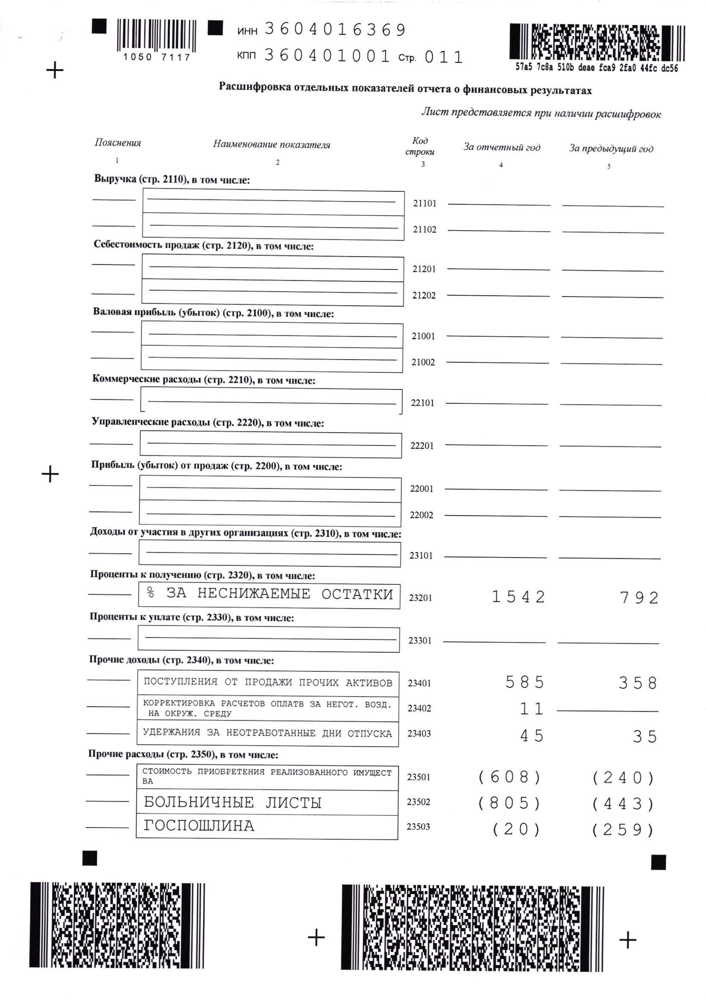 ИНН 3604016369
1050 7117
КПП 360401001 Стр. 011
57a5 7c8a 510b deae fca9 2fa0 44fc dc56
Расшифровка отдельных показателей отчета о финансовых результатах
Лист представляется при наличии расшифровок
Пояснения Наименование показателя Код строки За отчетный год За предыдущий год
1 2 3 4 5
Выручка (стр. 2110), в том числе:
21101
21102
Себестоимость продаж (стр. 2120), в том числе:
21201
21202
Валовая прибыль (убыток) (стр. 2100), в том числе:
21001
21002
Коммерческие расходы (стр. 2210), в том числе:
22101
Управленческие расходы (стр. 2220), в том числе:
22201
Прибыль (убыток) от продаж (стр. 2200), в том числе:
22001
22002
Доходы от участия в других организациях (стр. 2310), в том числе:
23101
Проценты к получению (стр. 2320), в том числе:
% ЗА НЕСНИЖАЕМЫЕ ОСТАТКИ 23201 1542 792
Проценты к уплате (стр. 2330), в том числе:
23301
Прочие доходы (стр. 2340), в том числе:
ПОСТУПЛЕНИЯ ОТ ПРОДАЖИ ПРОЧИХ АКТИВОВ 23401 585 358
КОРРЕКТИРОВКА РАСЧЕТОВ ОПЛАТВ ЗА НЕГОТ. ВОЗД.
НА ОКРУЖ. СРЕДУ 23402 11
УДЕРЖАНИЯ ЗА НЕОТРАБОТАННЫЕ ДНИ ОТПУСКА 23403 45 35
Прочие расходы (стр. 2350), в том числе:
СТОИМОСТЬ ПРИОБРЕТЕНИЯ РЕАЛИЗОВАННОГО ИМУЩЕСТ
ВА 23501 (608) (240)
БОЛЬНИЧНЫЕ ЛИСТЫ 23502 (805) (443)
ГОСПОШЛИНА 23503 (20) (259)